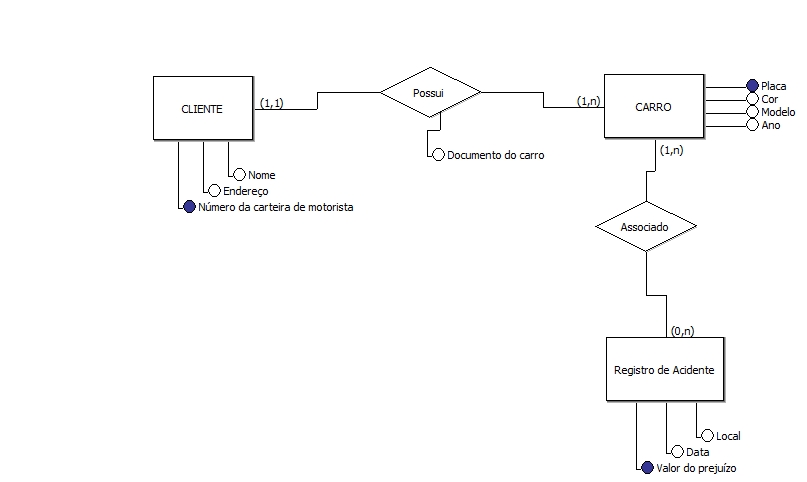 CLIENTE
(1,1)
Possui
(1,n)
CARRO
Placa
Cor
Modelo
Ano
Documento do carro
(1,n)
Nome
Endereço
Número da carteira de motorista
Associado
(0,n)
Registro de Acidente
Local
Data
Valor do prejuízo